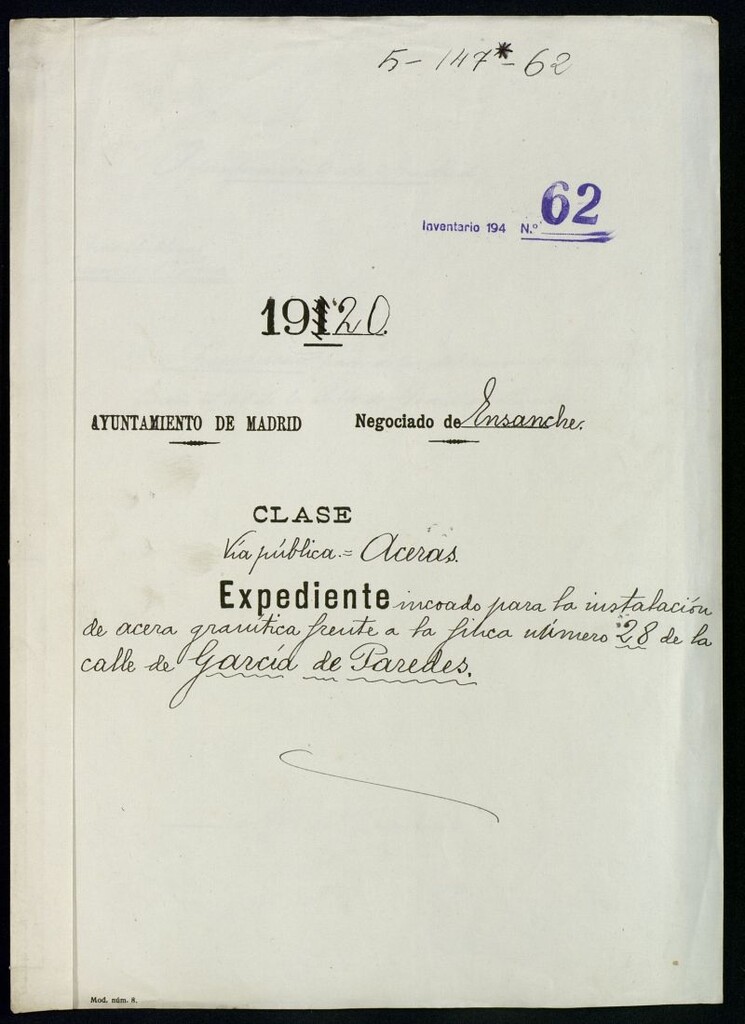 5-147*-62
Inventario 194 N.º 62
1920.
AYUNTAMIENTO DE MADRID Negociado de Ensanche.
CLASE
Vía pública.= Aceras.
Expediente incoado para la instalación
de acera granítica frente a la finca número 28 de la
calle de García de Paredes.
Mod. núm. 8.